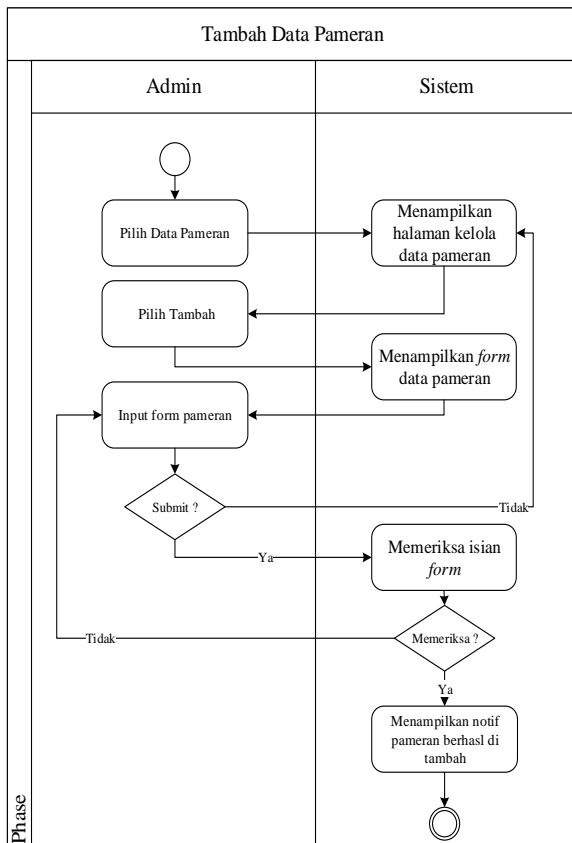 Tambah Data Pameran
Admin
Sistem
Pilih Data Pameran
Menampilkan
halaman kelola
data pameran
Pilih Tambah
Menampilkan form
data pameran
Input form pameran
Submit ?
Tidak
Ya
Memeriksa isian
form
Tidak
Memeriksa ?
Ya
Menampilkan notif
pameran berhasl di
tambah
Phase